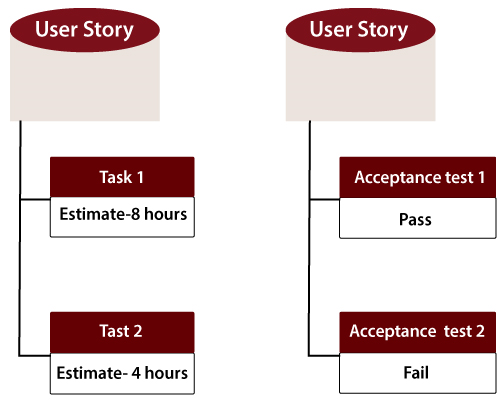 User Story
Task 1
Estimate-8 hours
Tast 2
Estimate- 4 hours
User Story
Acceptance test 1
Pass
Acceptance  test 2
Fail